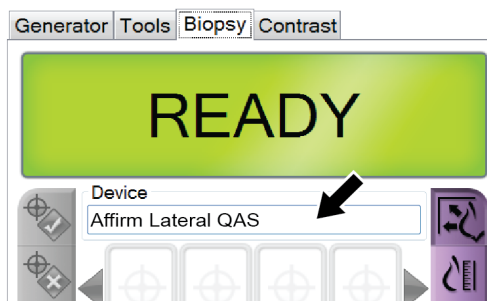 Generator Tools Biopsy Contrast
READY
Device
Affirm Lateral QAS